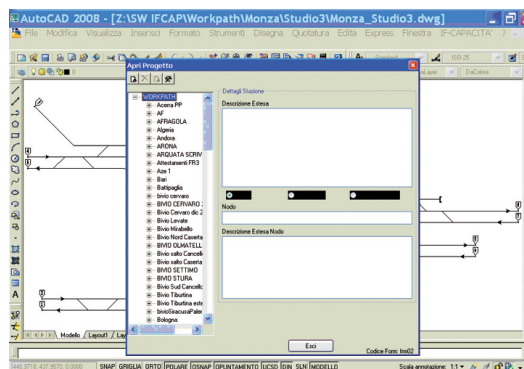 AutoCAD 2008 - [Z:\SW IFCAP\Workpath\Monza\Studio3\Monza_Studio3.dwg]
File Modifica Visualizza Inserisci Formato Strumenti Disegna Quotatura Edita Express Finestra IF-CAPACITA' ?
Standard ISO-25
Apri Progetto
aLayer DaColore
WORKPATH
Acerra PP
AF
AFRAGOLA
Algeria
Andora
ARONA
ARQUATA SCRIV
Attestamenti FR3
Aze 1
Bari
Battipaglia
bivio cervaro
BIVIO CERVARO
Bivio Cervaro dic 2
Bivio Levate
Bivio Mirabello
Bivio Nord Caserta
BIVIO OLMATELL
Bivio salto Cancell
Bivio salto Caserta
BIVIO SETTIMO
BIVIO STURA
Bivio Sud Cancell
Bivio Tiburtina
Bivio Tiburtina este
bivioSiracusaPaler
Bologna
Dettagli Stazione
Descrizione Estesa
Nodo
Descrizione Estesa Nodo
Esci
Codice Form: frm02
Modello Layout1 Lay
SNAP GRIGLIA ORTO POLARE OSNAP OPUNTAMENTO UCSD DIN SLN MODELLO
Scala annotazione: 1:1